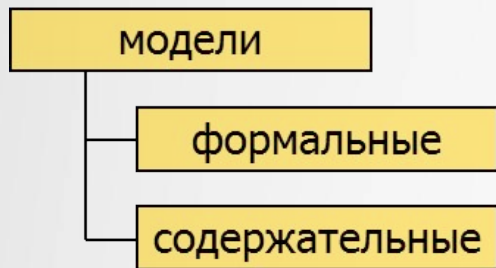 модели
формальные
содержательные